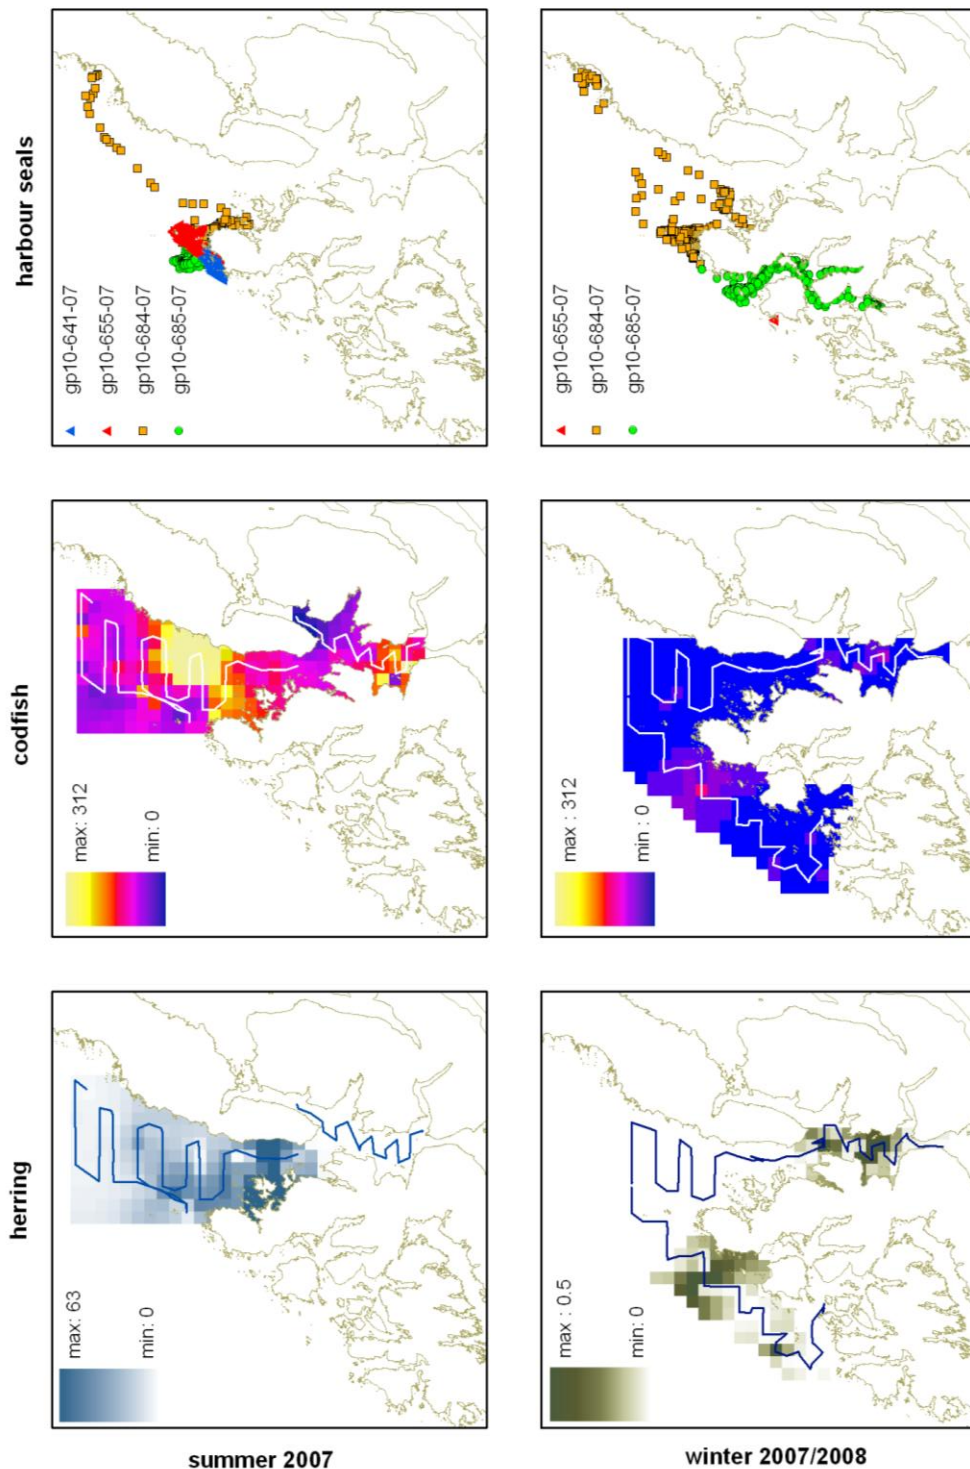 harbour seals
gp10-641-07
gp10-655-07
gp10-684-07
gp10-685-07
gp10-655-07
gp10-684-07
gp10-685-07
codfish
max: 312
min: 0
max : 312
min : 0
herring
max: 63
min: 0
max : 0.5
min : 0
summer 2007
winter 2007/2008